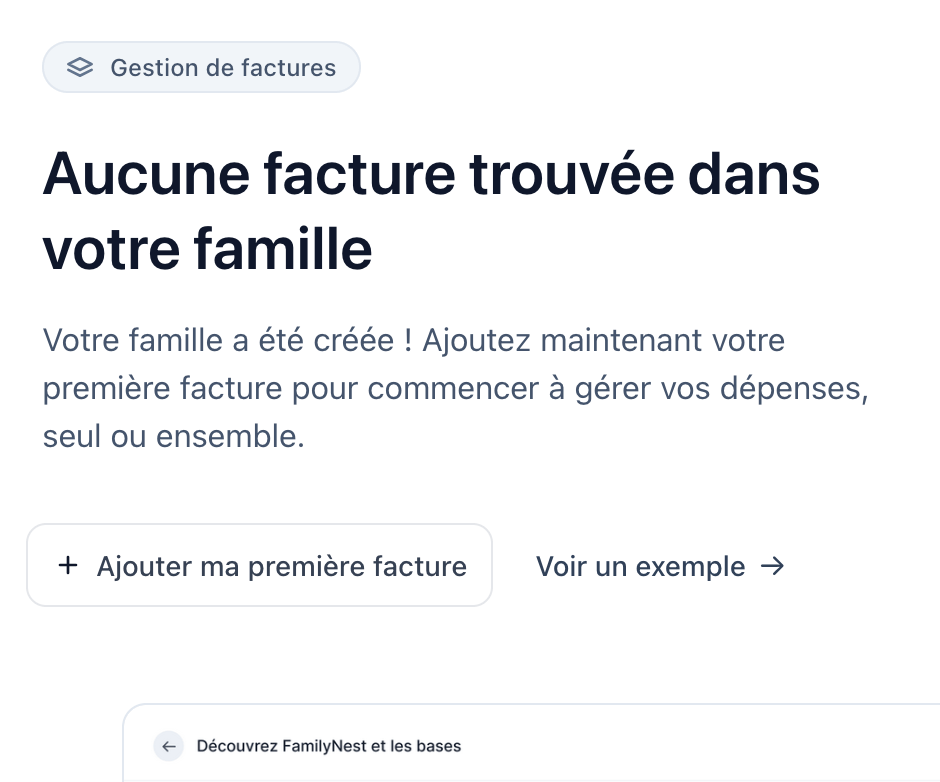 Gestion de factures
Aucune facture trouvée dans
votre famille
Votre famille a été créée ! Ajoutez maintenant votre
première facture pour commencer à gérer vos dépenses,
seul ou ensemble.
+ Ajouter ma première facture
Voir un exemple →
← Découvrez FamilyNest et les bases